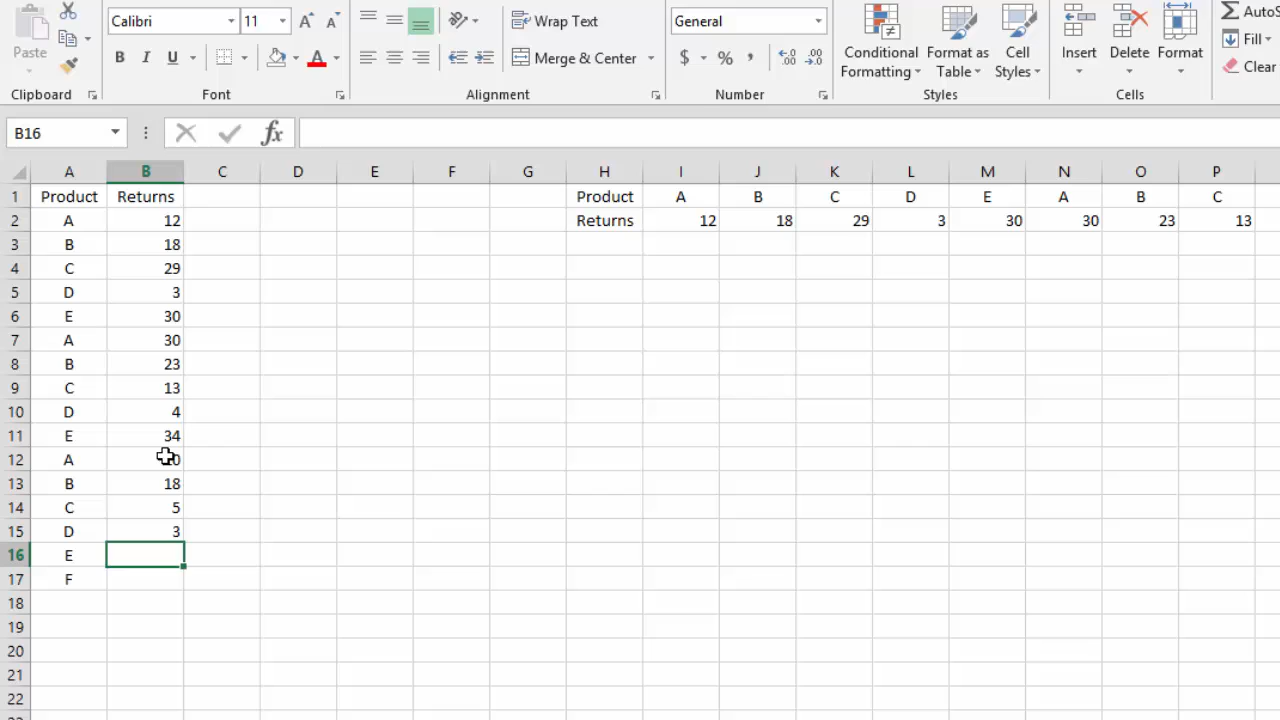 Calibri 11 A A Wrap Text General AutoS
Paste B I U Merge & Center $ % , .00 Conditional Formatting Format as Table Cell Styles Insert Delete Format Fill Clear
Clipboard Font Alignment Number Styles Cells
B16 fx
A B C D E F G H I J K L M N O P
1 Product Returns Product A B C D E A B C
2 A 12 Returns 12 18 29 3 30 30 23 13
3 B 18
4 C 29
5 D 3
6 E 30
7 A 30
8 B 23
9 C 13
10 D 4
11 E 34
12 A
13 B 18
14 C 5
15 D 3
16 E
17 F
18
19
20
21
22